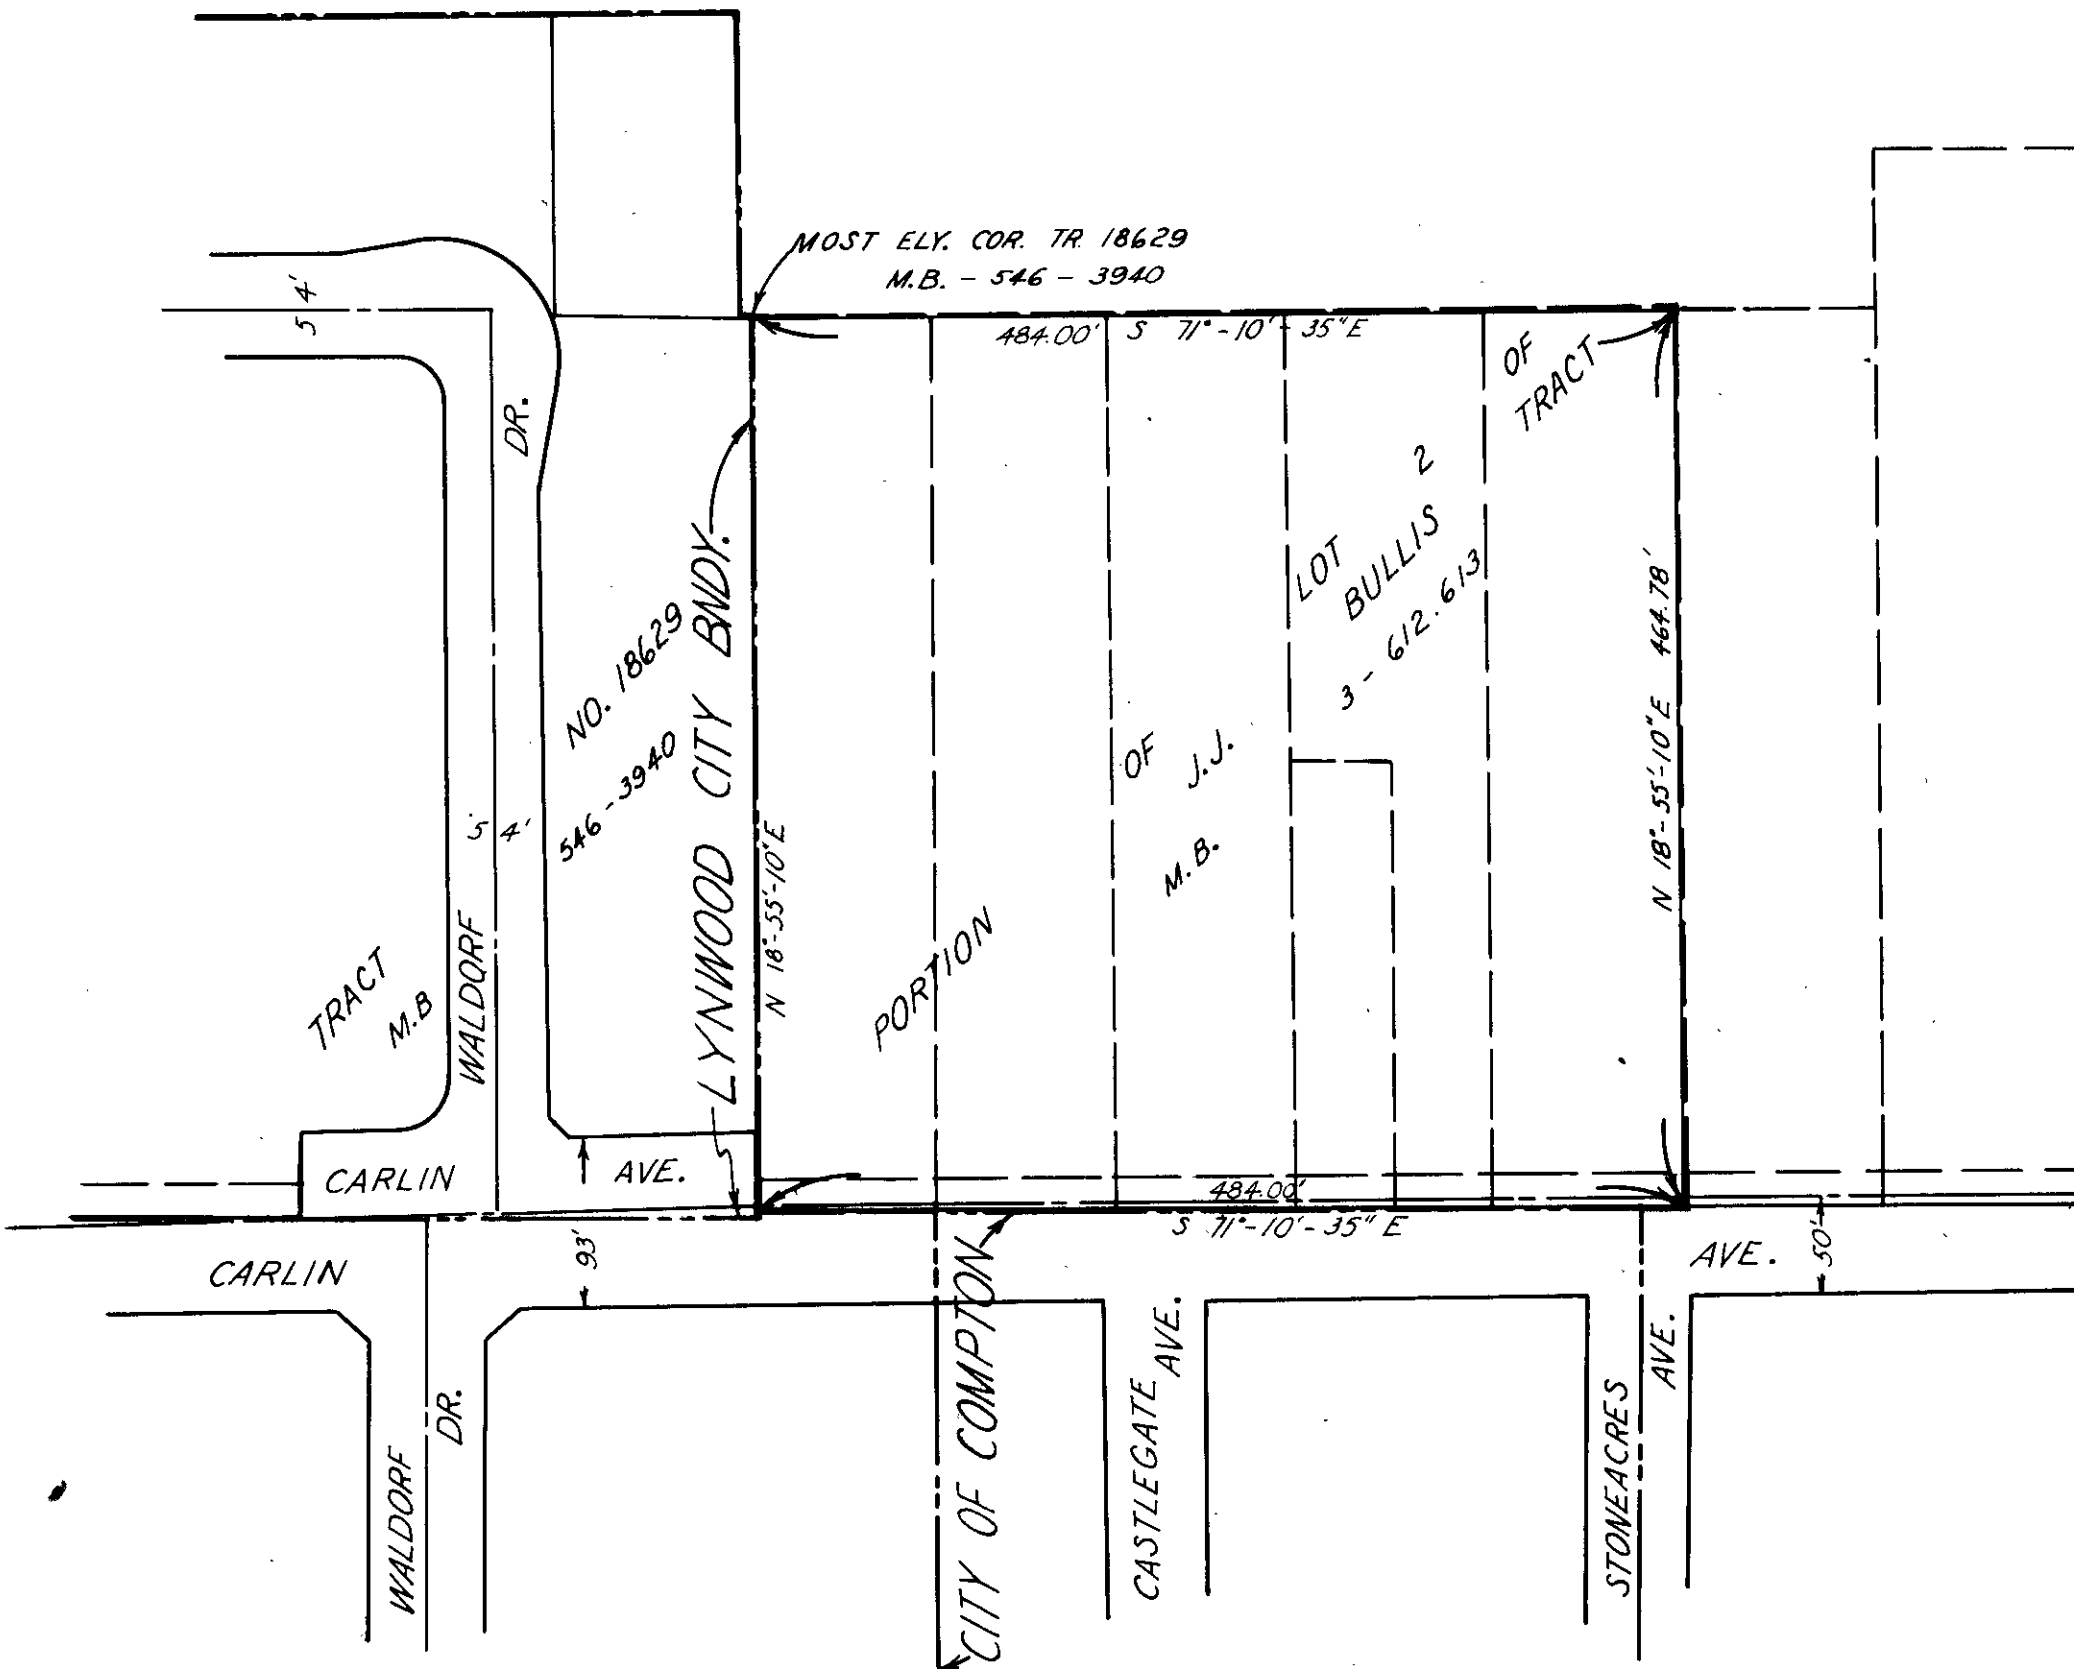 MOST ELY. COR. TR. 18629
M.B. - 546 - 3940
54'
484.00' S 71°-10'-35"E
OF
TRACT
DR.
LOT 2
BULLIS
3 - 612.613
NO. 18629
546 - 3940
LYNWOOD CITY BNDY.
N 18°-55'-10"E
N 18°-55'-10"E 464.78'
OF J.J.
M.B.
54'
WALDORF
TRACT
M.B
PORTION
CARLIN AVE.
484.00'
S 71°-10'-35" E
CARLIN
93'
AVE.
50'
CITY OF COMPTON
WALDORF
DR.
CASTLEGATE
AVE.
STONEACRES
AVE.